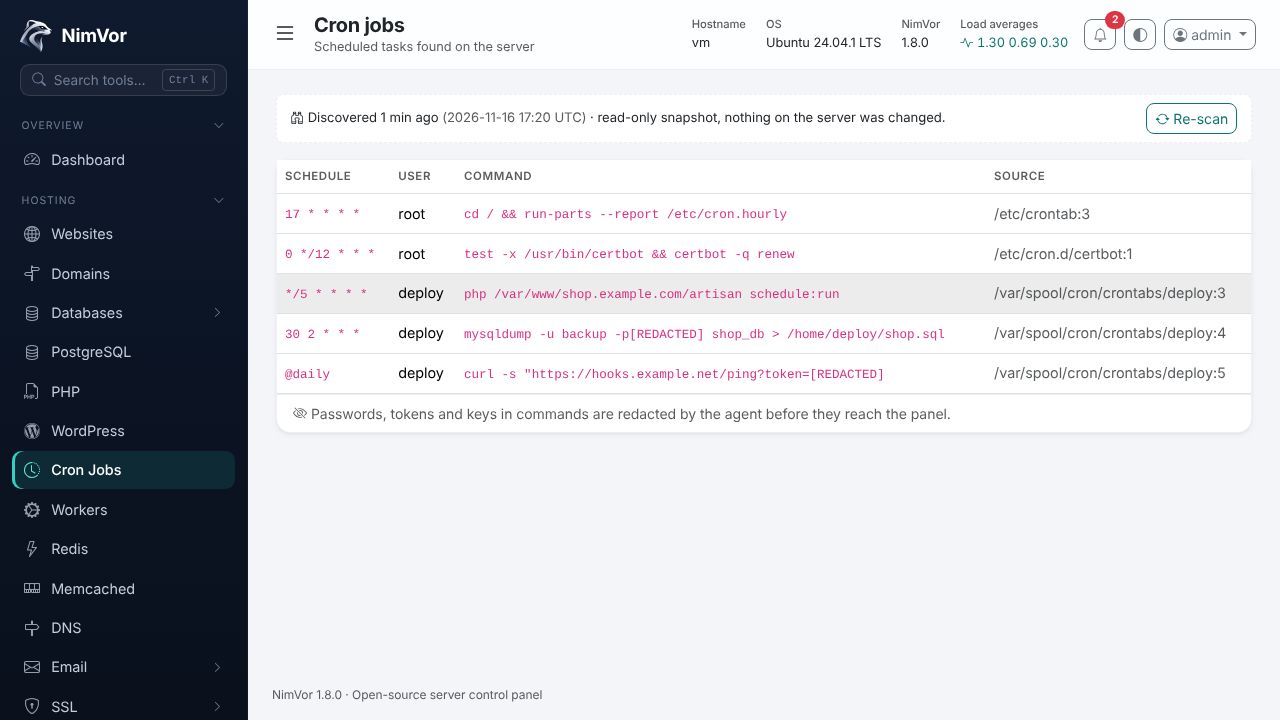 NimVor
Search tools... Ctrl K
OVERVIEW
Dashboard
HOSTING
Websites
Domains
Databases
PostgreSQL
PHP
WordPress
Cron Jobs
Workers
Redis
Memcached
DNS
Email
SSL
Cron jobs
Scheduled tasks found on the server
Hostname
vm
OS
Ubuntu 24.04.1 LTS
NimVor
1.8.0
Load averages
1.30 0.69 0.30
2
admin
Discovered 1 min ago (2026-11-16 17:20 UTC) · read-only snapshot, nothing on the server was changed.
Re-scan
SCHEDULE USER COMMAND SOURCE
17 * * * * root cd / && run-parts --report /etc/cron.hourly /etc/crontab:3
0 */12 * * * root test -x /usr/bin/certbot && certbot -q renew /etc/cron.d/certbot:1
*/5 * * * * deploy php /var/www/shop.example.com/artisan schedule:run /var/spool/cron/crontabs/deploy:3
30 2 * * * deploy mysqldump -u backup -p[REDACTED] shop_db > /home/deploy/shop.sql /var/spool/cron/crontabs/deploy:4
@daily deploy curl -s "https://hooks.example.net/ping?token=[REDACTED] /var/spool/cron/crontabs/deploy:5
Passwords, tokens and keys in commands are redacted by the agent before they reach the panel.
NimVor 1.8.0 · Open-source server control panel